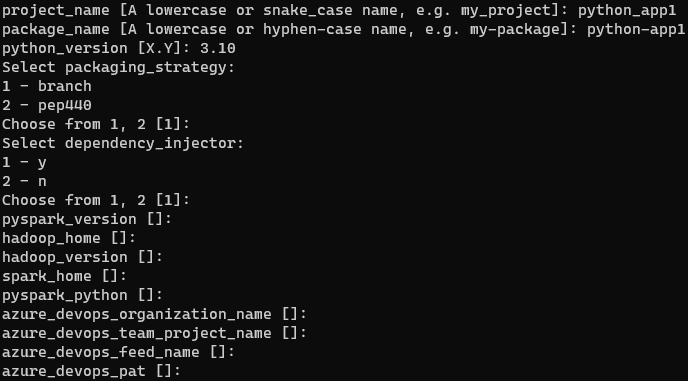 project_name [A lowercase or snake_case name, e.g. my_project]: python_app1
package_name [A lowercase or hyphen-case name, e.g. my-package]: python-app1
python_version [X.Y]: 3.10
Select packaging_strategy:
1 - branch
2 - pep440
Choose from 1, 2 [1]:
Select dependency_injector:
1 - y
2 - n
Choose from 1, 2 [1]:
pyspark_version []:
hadoop_home []:
hadoop_version []:
spark_home []:
pyspark_python []:
azure_devops_organization_name []:
azure_devops_team_project_name []:
azure_devops_feed_name []:
azure_devops_pat []: